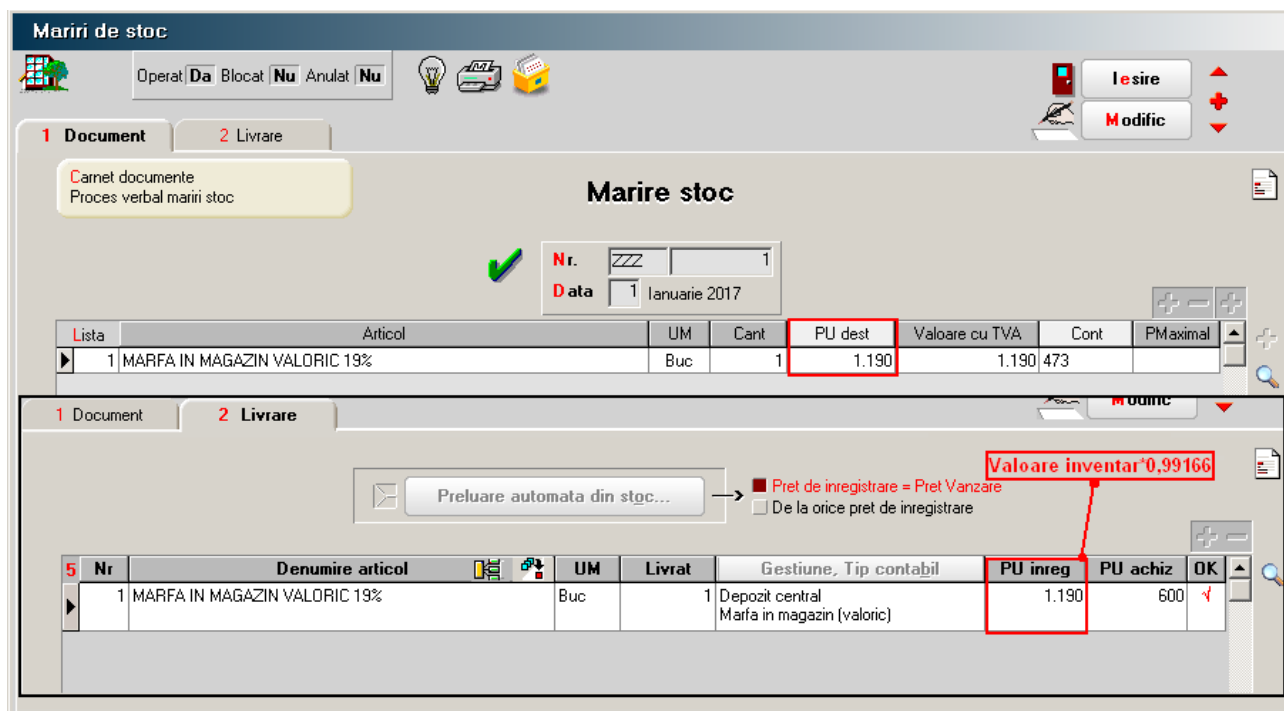 Mariri de stoc
Operat Da Blocat Nu Anulat Nu
Iesire
Modific
1 Document 2 Livrare
Carnet documente
Proces verbal mariri stoc
Marire stoc
Nr. ZZZ 1
Data 1 Ianuarie 2017
Lista Articol UM Cant PU dest Valoare cu TVA Cont PMaximal
1 MARFA IN MAGAZIN VALORIC 19% Buc 1 1.190 1.190 473
1 Document 2 Livrare Modific
Valoare inventar*0,99166
Preluare automata din stoc...
Pret de inregistrare = Pret Vanzare
De la orice pret de inregistrare
5 Nr Denumire articol UM Livrat Gestiune, Tip contabil PU inreg PU achiz OK
1 MARFA IN MAGAZIN VALORIC 19% Buc 1 Depozit central 1.190 600 √
Marfa in magazin (valoric)